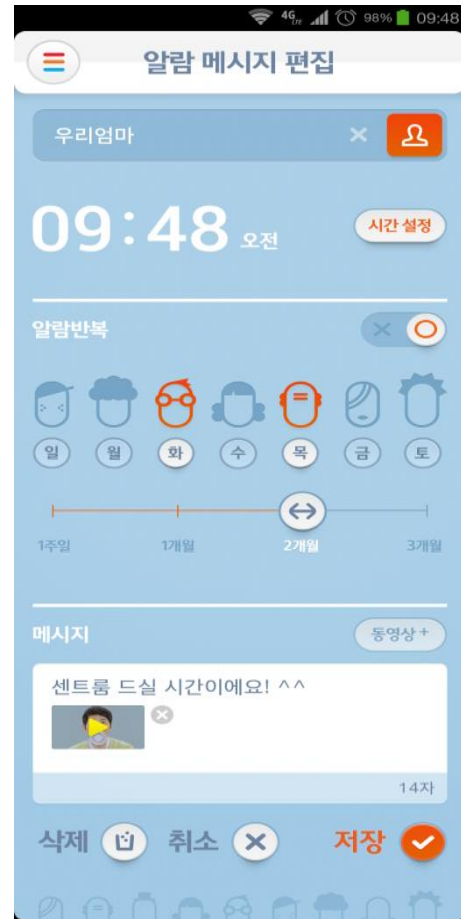 4G LTE 98% 09:48
알람 메시지 편집
우리엄마
09:48 오전 시간 설정
알람반복
일 월 화 수 목 금 토
1주일 1개월 2개월 3개월
메시지 동영상+
센트룸 드실 시간이에요! ^^
14자
삭제 취소 저장